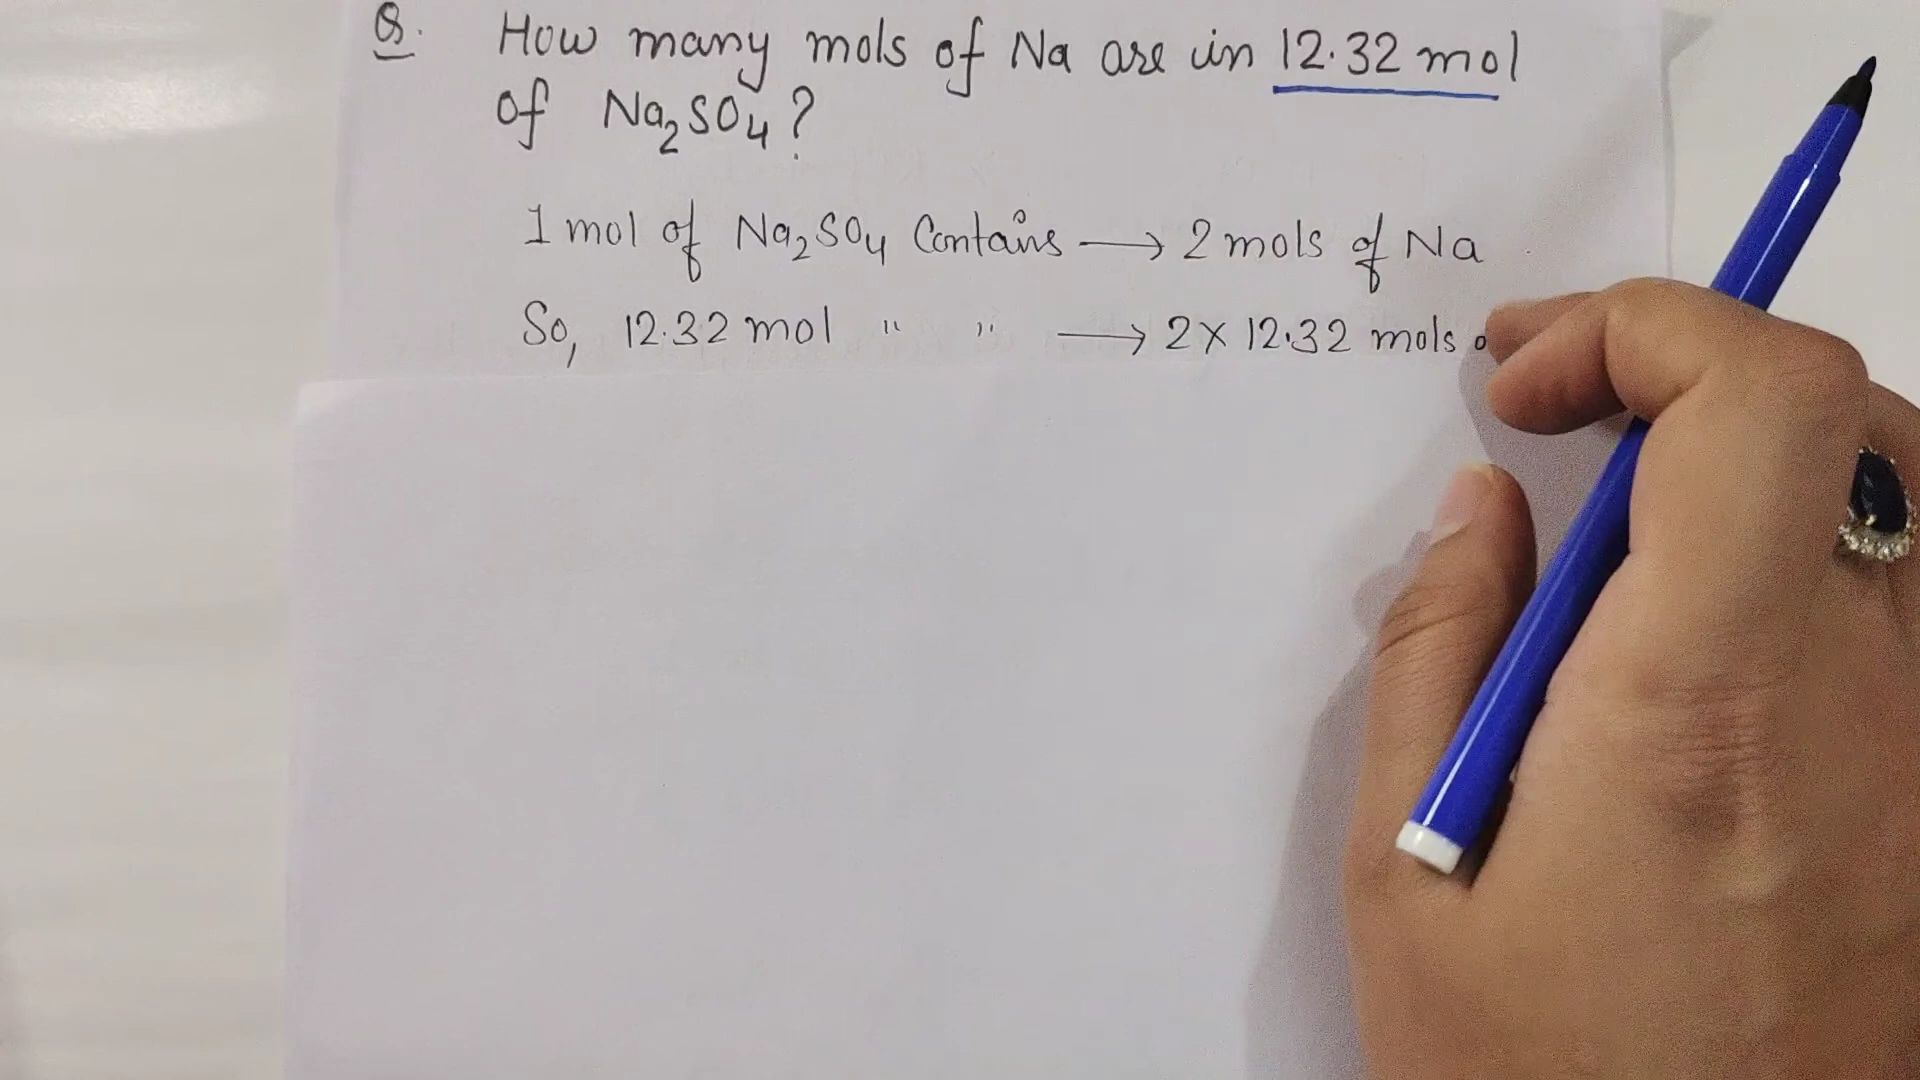 Q. How many mols of Na are in 12.32 mol
of Na₂SO₄?
1 mol of Na₂SO₄ Contains → 2 mols of Na
So, 12.32 mol " " → 2 x 12.32 mols